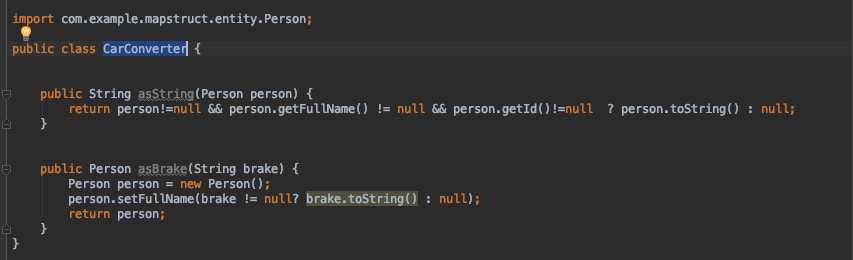 import com.example.mapstruct.entity.Person;
public class CarConverter {
public String asString(Person person) {
return person!=null && person.getFullName() != null && person.getId()!=null  ? person.toString() : null;
}
public Person asBrake(String brake) {
Person person = new Person();
person.setFullName(brake != null? brake.toString() : null);
return person;
}
}